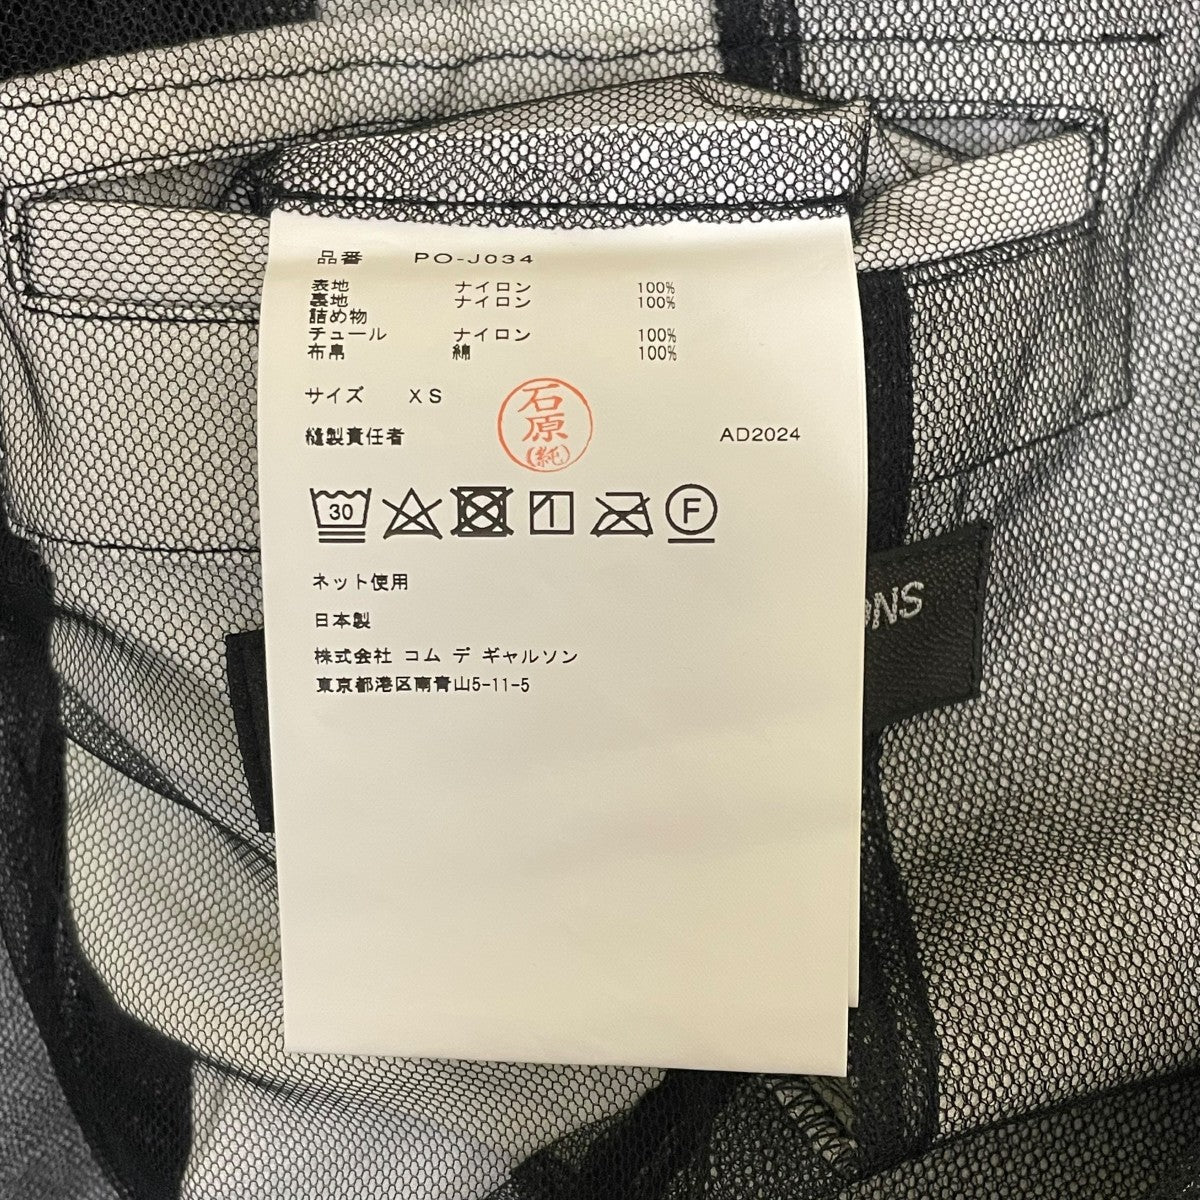 品番 PO-J034
表地 ナイロン 100%
裏地 ナイロン 100%
詰め物
チュール ナイロン 100%
布帛 綿 100%
サイズ XS
石原(純)
縫製責任者 AD2024
30 F
ネット使用
日本製
株式会社 コム デ ギャルソン
東京都港区南青山5-11-5
ONS